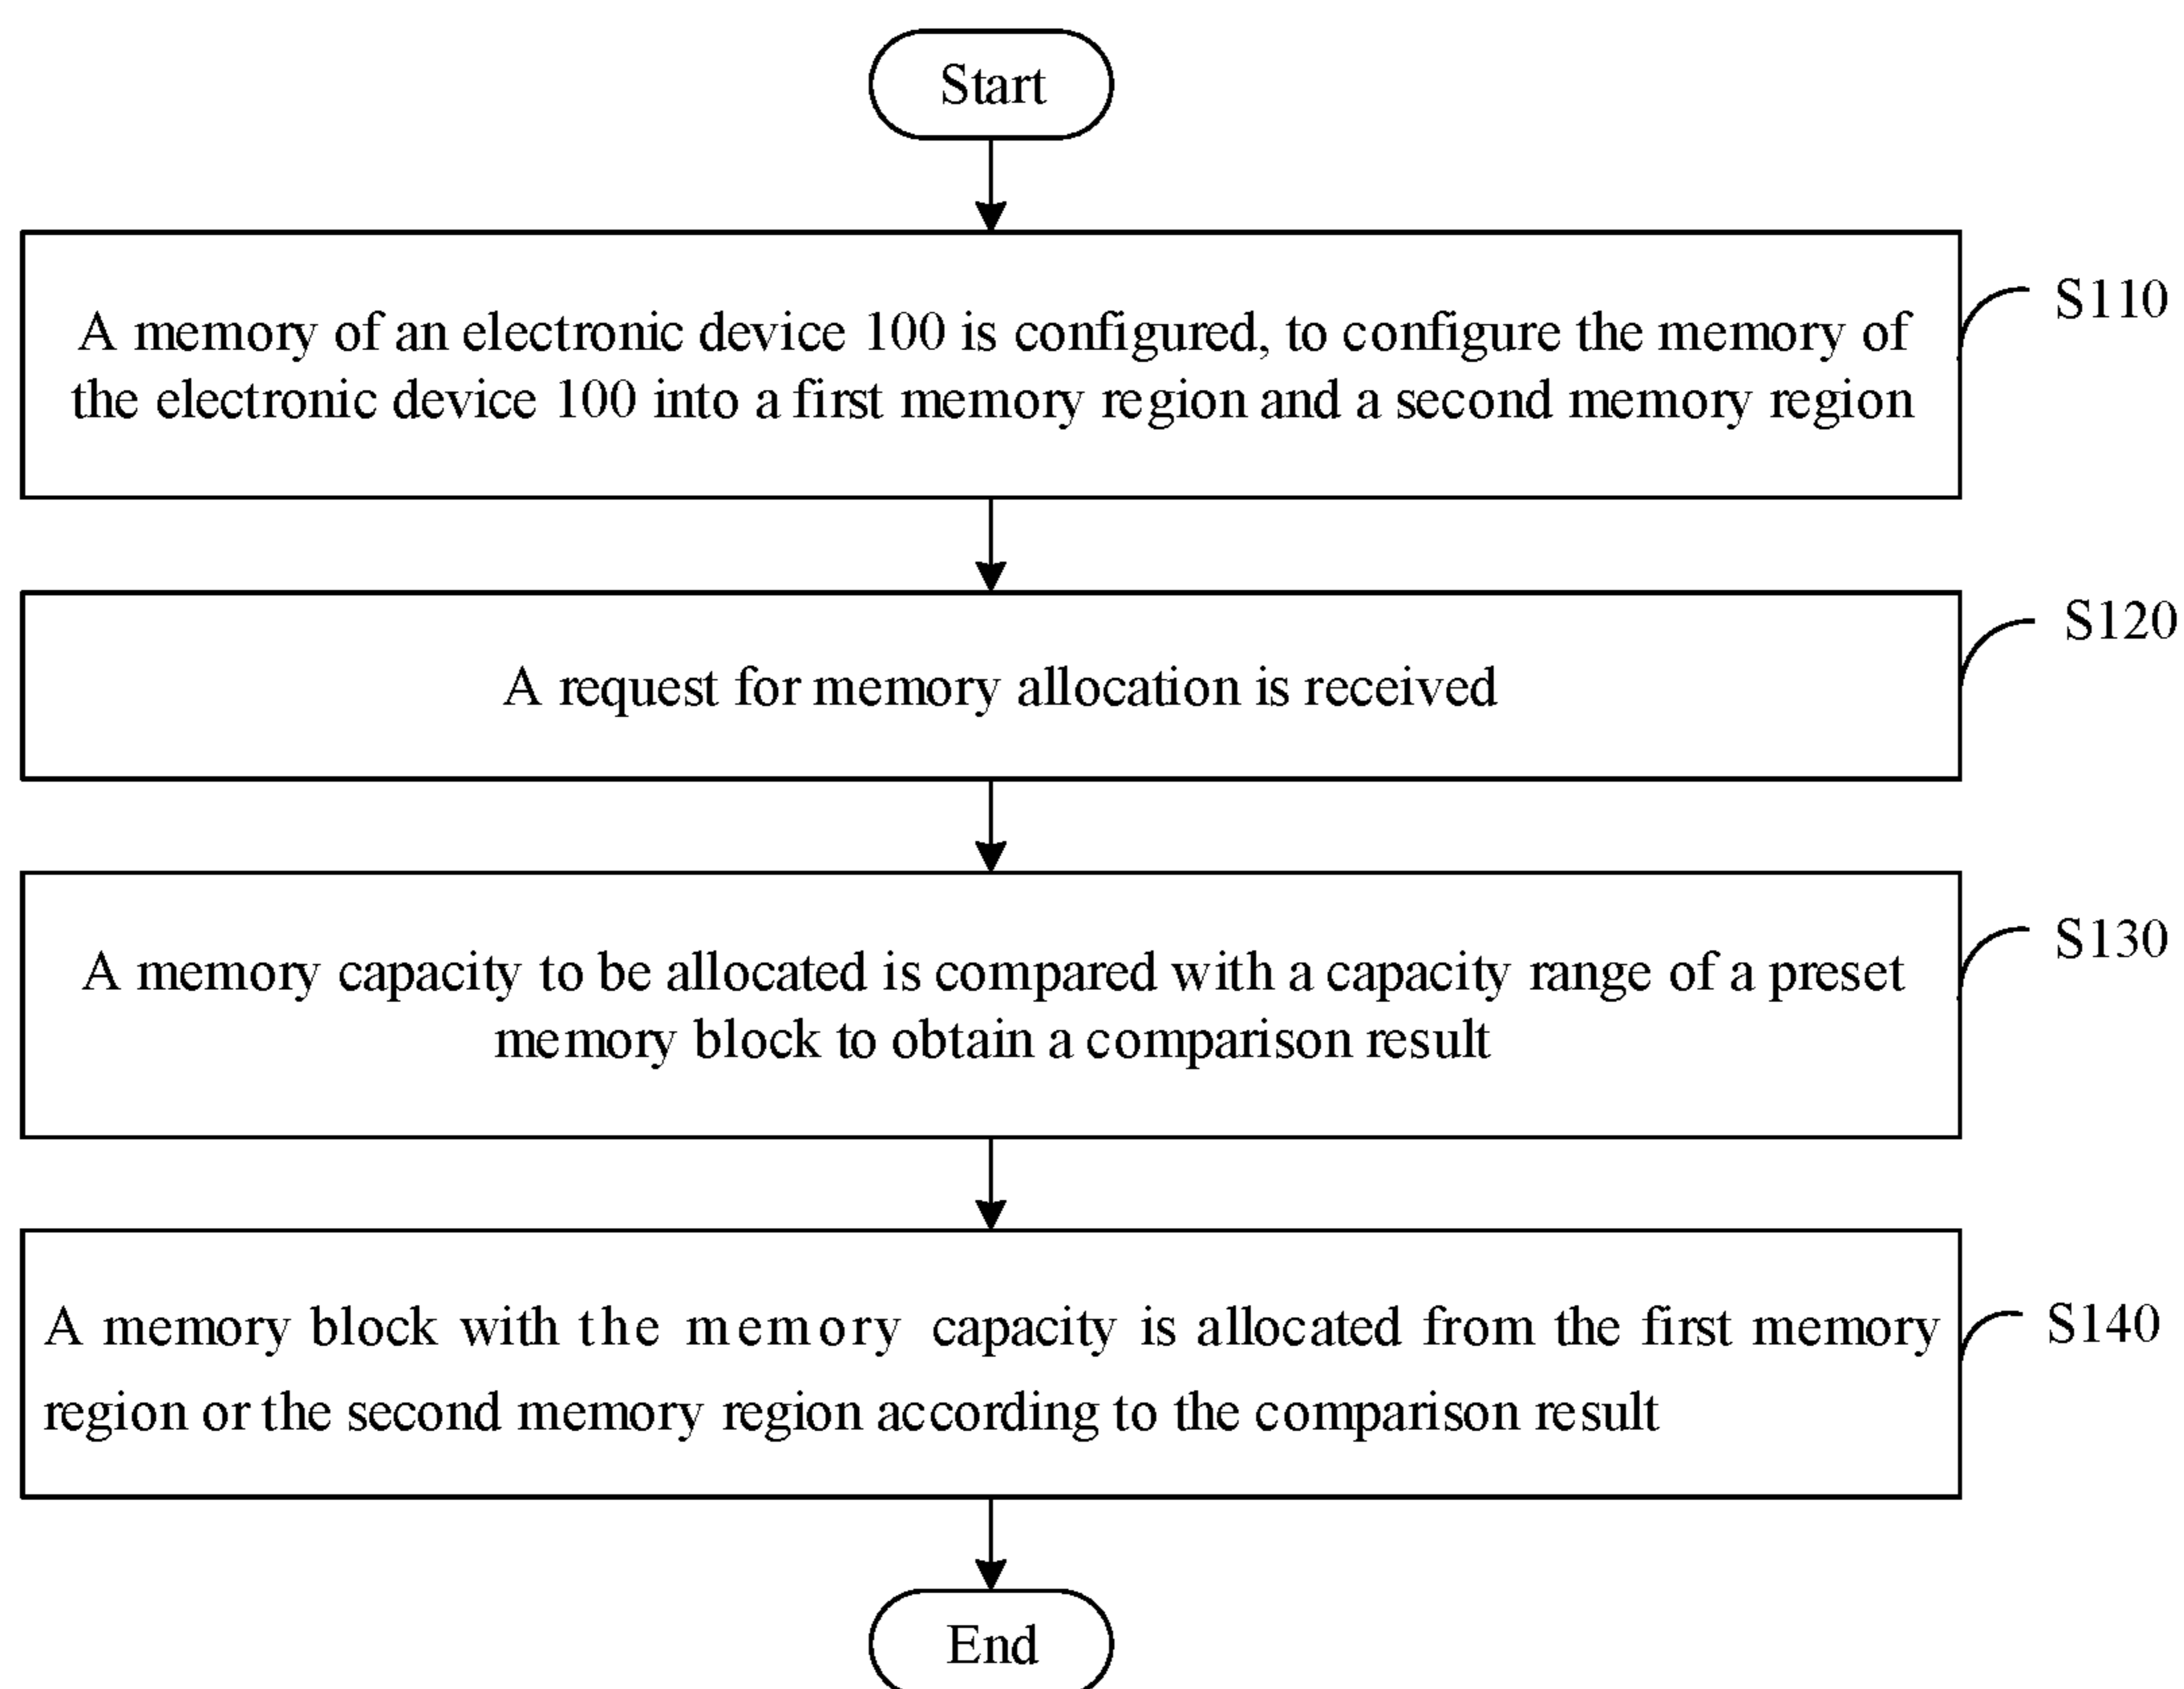 Start
A memory of an electronic device 100 is configured, to configure the memory of
the electronic device 100 into a first memory region and a second memory region
S110
A request for memory allocation is received
S120
A memory capacity to be allocated is compared with a capacity range of a preset
memory block to obtain a comparison result
S130
A memory block with the memory capacity is allocated from the first memory
region or the second memory region according to the comparison result
S140
End